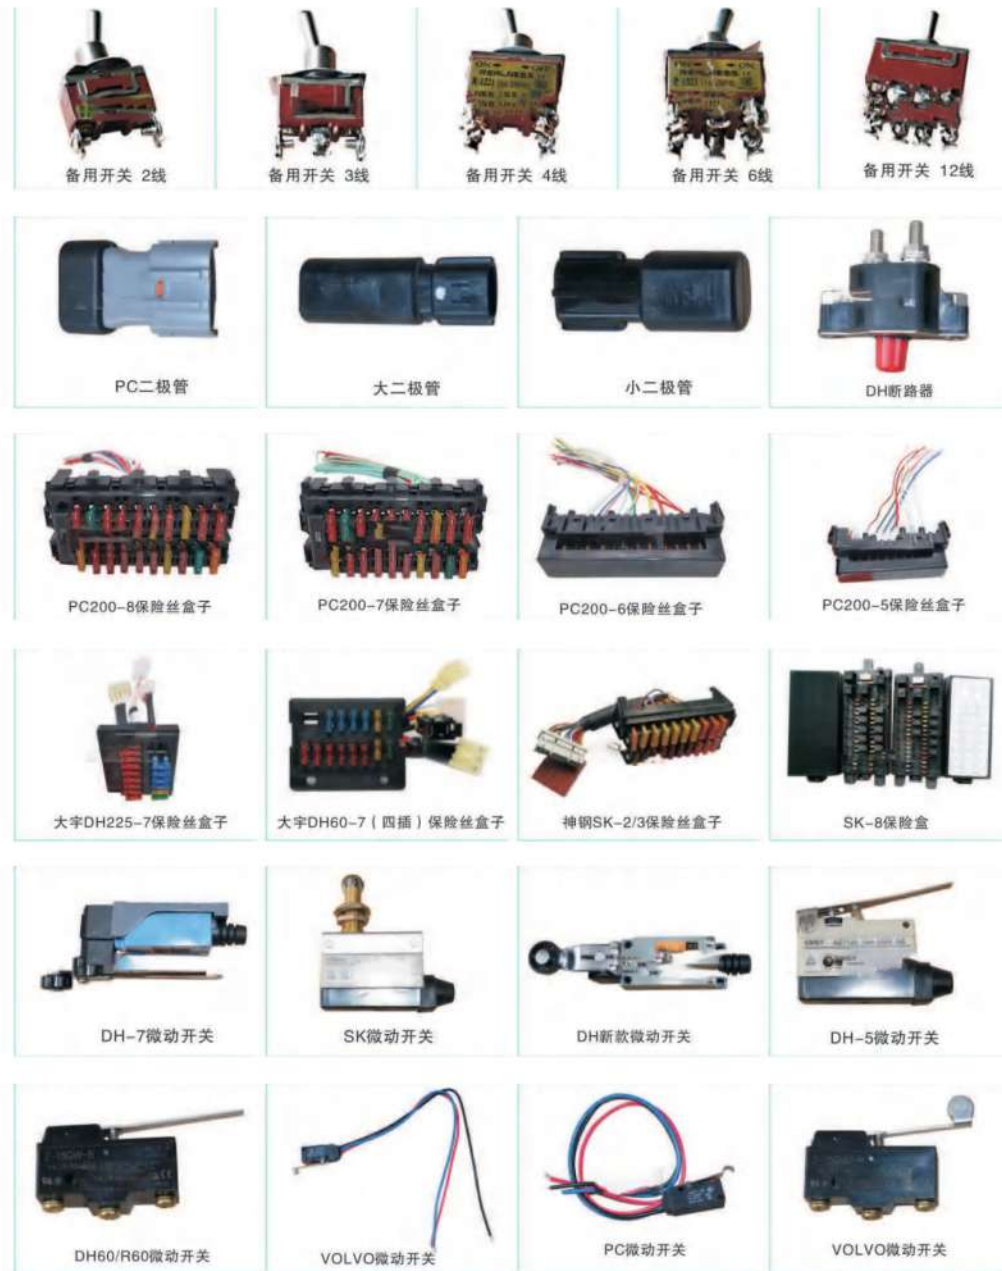 备用开关 2线
备用开关 3线
备用开关 4线
备用开关 6线
备用开关 12线
PC二极管
大二极管
小二极管
DH断路器
PC200-8保险丝盒子
PC200-7保险丝盒子
PC200-6保险丝盒子
PC200-5保险丝盒子
大宇DH225-7保险丝盒子
大宇DH60-7（四插）保险丝盒子
神钢SK-2/3保险丝盒子
SK-8保险盒
DH-7微动开关
SK微动开关
DH新款微动开关
DH-5微动开关
DH60/R60微动开关
VOLVO微动开关
PC微动开关
VOLVO微动开关